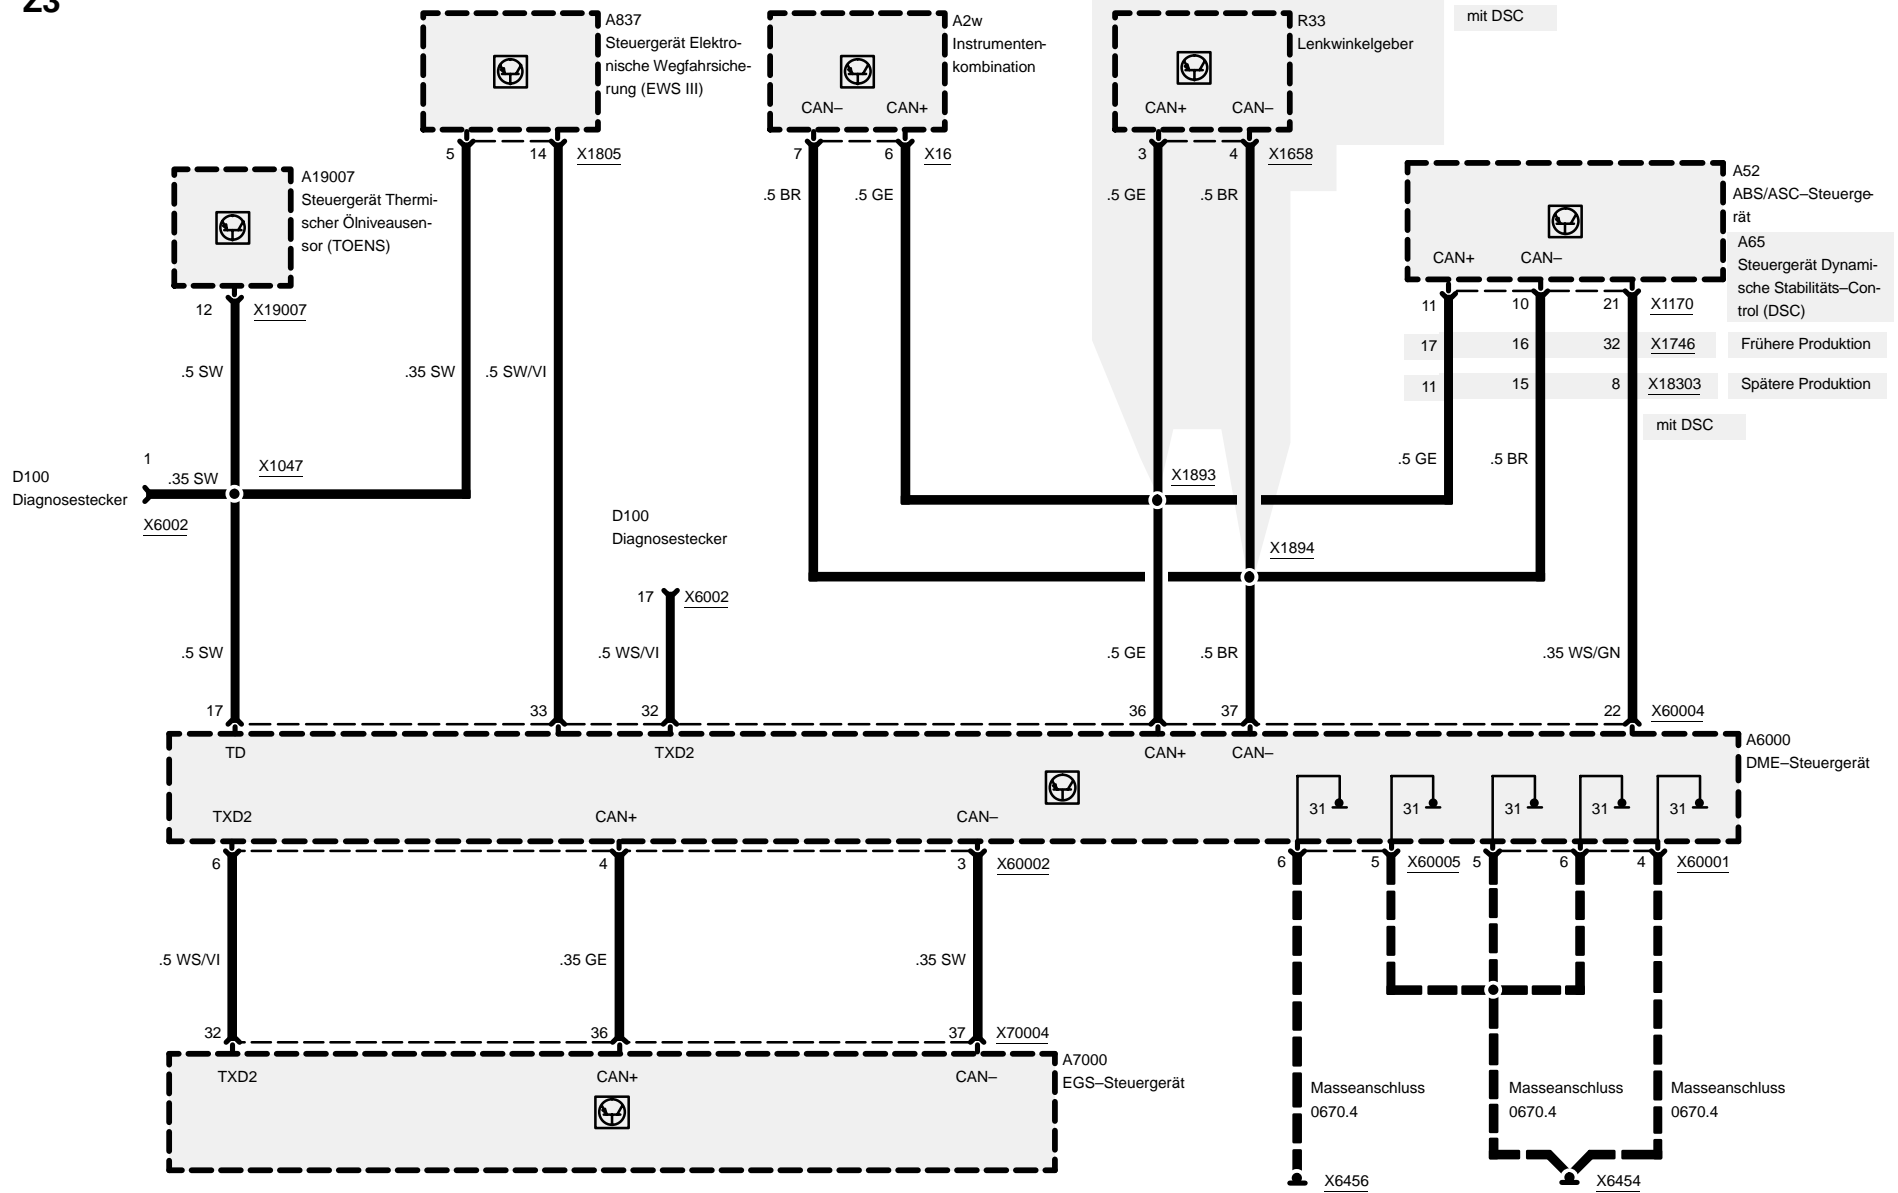 Z3
A837
Steuergerät Elektro-
nische Wegfahrsiche-
rung (EWS III)
5
14
X1805
A2w
Instrumenten-
kombination
CAN–
CAN+
7
6
X16
R33
Lenkwinkelgeber
mit DSC
CAN+
CAN–
3
4
X1658
A19007
Steuergerät Thermi-
scher Ölniveausen-
sor (TOENS)
12
X19007
A52
ABS/ASC–Steuerge-
rät
A65
Steuergerät Dynami-
sche Stabilitäts–Con-
trol (DSC)
CAN+
CAN–
11
10
21
X1170
17
16
32
X1746
Frühere Produktion
11
15
8
X18303
Spätere Produktion
mit DSC
.5 BR
.5 GE
.5 GE
.5 BR
.5 SW
.35 SW
.5 SW/VI
.5 GE
.5 BR
D100
Diagnosestecker
1
.35 SW
X6002
X1047
X1893
X1894
D100
Diagnosestecker
17
X6002
.5 SW
.5 WS/VI
.5 GE
.5 BR
.35 WS/GN
17
33
32
36
37
22
X60004
A6000
DME–Steuergerät
TD
TXD2
CAN+
CAN–
TXD2
CAN+
CAN–
31
31
31
31
31
6
4
3
X60002
6
5
X60005
5
6
4
X60001
.5 WS/VI
.35 GE
.35 SW
32
36
37
X70004
A7000
EGS–Steuergerät
TXD2
CAN+
CAN–
Masseanschluss
0670.4
Masseanschluss
0670.4
Masseanschluss
0670.4
X6456
X6454